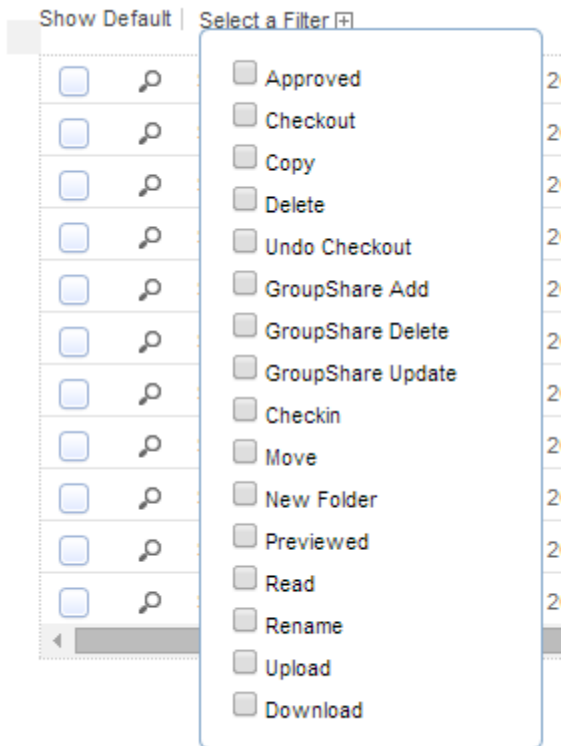 Show Default | Select a Filter
Approved
Checkout
Copy
Delete
Undo Checkout
GroupShare Add
GroupShare Delete
GroupShare Update
Checkin
Move
New Folder
Previewed
Read
Rename
Upload
Download